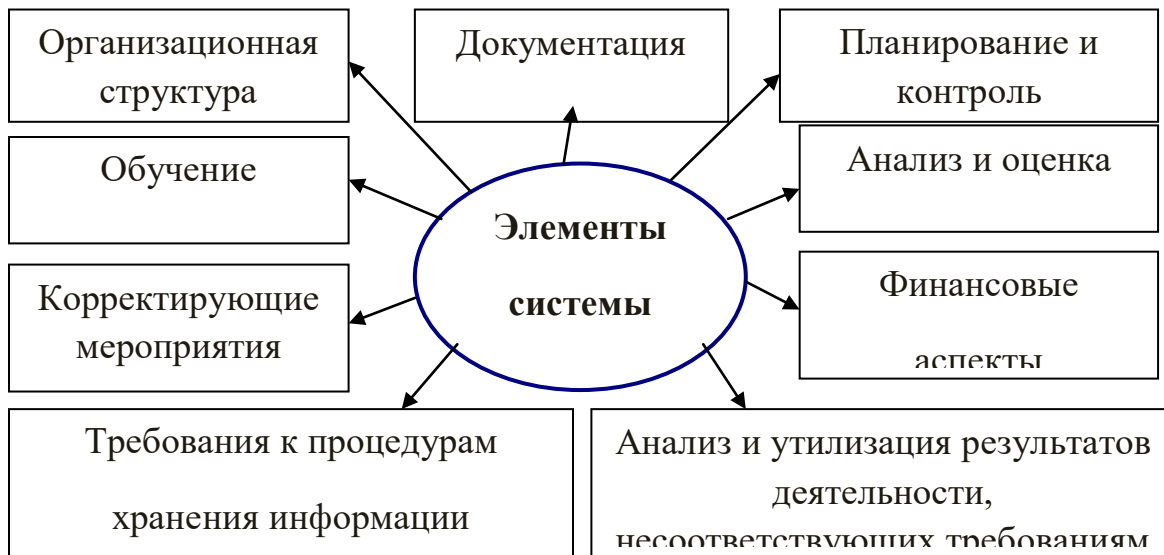 Организационная
структура
Документация
Планирование и
контроль
Обучение
Анализ и оценка
Элементы
системы
Корректирующие
мероприятия
Финансовые
аспекты
Требования к процедурам
хранения информации
Анализ и утилизация результатов
деятельности,
несоответствующих требованиям